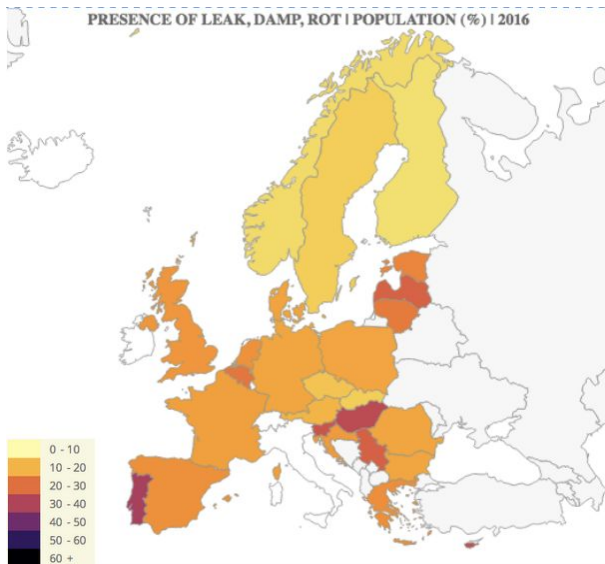 PRESENCE OF LEAK, DAMP, ROT | POPULATION (%) | 2016
0 - 10
10 - 20
20 - 30
30 - 40
40 - 50
50 - 60
60 +